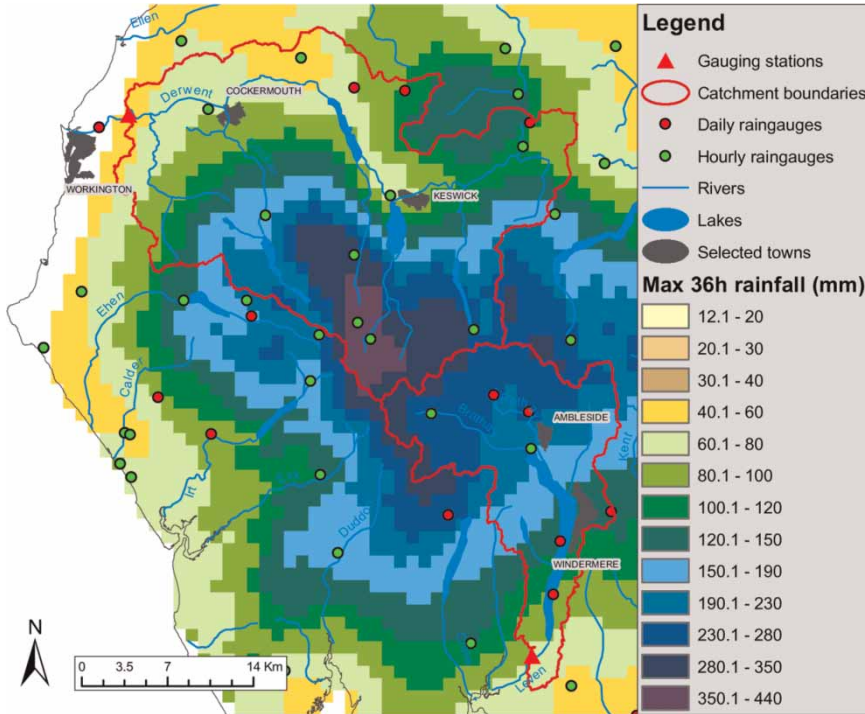 Ellen
Derwent
COCKERMOUTH
WORKINGTON
KESWICK
Ehen
Calder
Irt
Brathay
AMBLESIDE
Kent
WINDERMERE
Leven
N
0 3.5 7 14 Km
Legend
Gauging stations
Catchment boundaries
Daily raingauges
Hourly raingauges
Rivers
Lakes
Selected towns
Max 36h rainfall (mm)
12.1 - 20
20.1 - 30
30.1 - 40
40.1 - 60
60.1 - 80
80.1 - 100
100.1 - 120
120.1 - 150
150.1 - 190
190.1 - 230
230.1 - 280
280.1 - 350
350.1 - 440